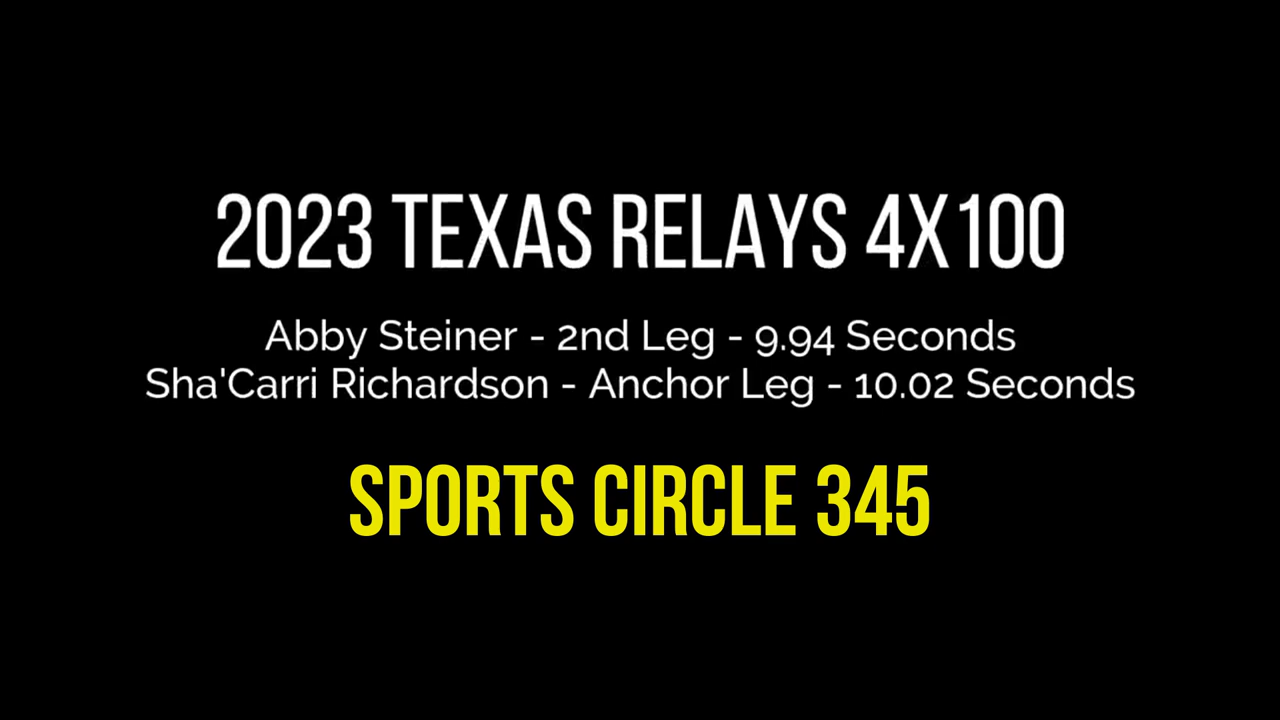 2023 TEXAS RELAYS 4X100
Abby Steiner - 2nd Leg - 9.94 Seconds
Sha'Carri Richardson - Anchor Leg - 10.02 Seconds
SPORTS CIRCLE 345